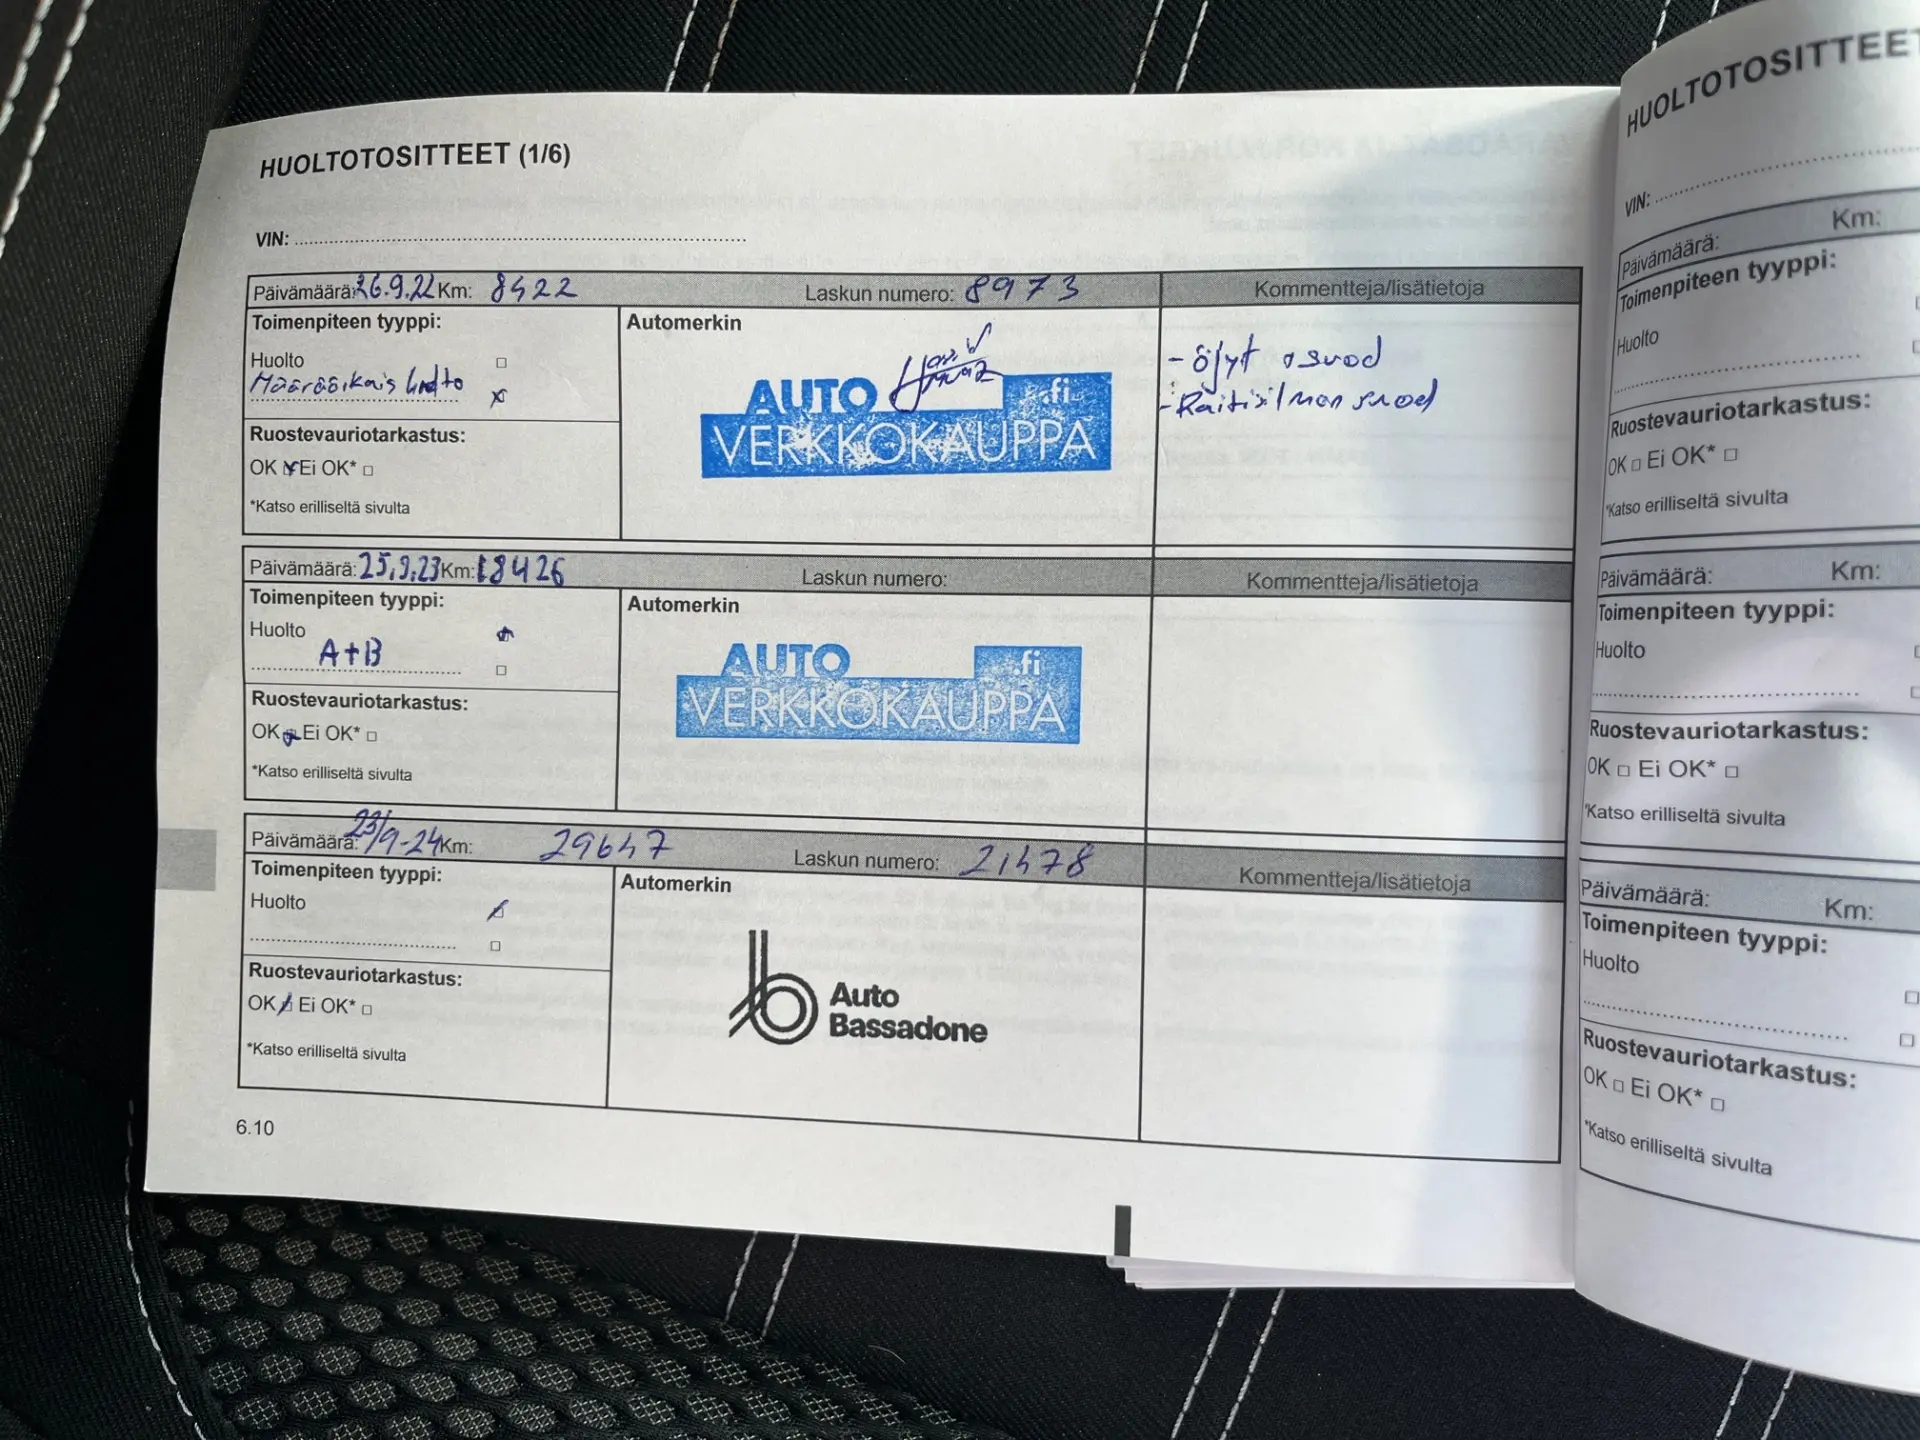 HUOLTOTOSITTEET (1/6)
VIN:
Päivämäärä: 26.9.22 Km: 8422 Laskun numero: 8973 Kommentteja/lisätietoja
Toimenpiteen tyyppi:
Huolto
Määräaikais huolto
Ruostevauriotarkastus:
OK Ei OK*
*Katso erilliseltä sivulta
Automerkin
AUTO .fi
VERKKOKAUPPA
- öljyt + suod
- Raitisilman suod
Päivämäärä: 25.9.23 Km: 18426 Laskun numero: Kommentteja/lisätietoja
Toimenpiteen tyyppi:
Huolto
A+B
Ruostevauriotarkastus:
OK Ei OK*
*Katso erilliseltä sivulta
Automerkin
AUTO .fi
VERKKOKAUPPA
Päivämäärä: 23/9-24 Km: 29647 Laskun numero: 21478 Kommentteja/lisätietoja
Toimenpiteen tyyppi:
Huolto
Ruostevauriotarkastus:
OK Ei OK*
*Katso erilliseltä sivulta
Automerkin
Auto
Bassadone
6.10
HUOLTOTOSITTEET
VIN:
Päivämäärä: Km:
Toimenpiteen tyyppi:
Huolto
Ruostevauriotarkastus:
OK Ei OK*
*Katso erilliseltä sivulta
Päivämäärä: Km:
Toimenpiteen tyyppi:
Huolto
Ruostevauriotarkastus:
OK Ei OK*
*Katso erilliseltä sivulta
Päivämäärä: Km:
Toimenpiteen tyyppi:
Huolto
Ruostevauriotarkastus:
OK Ei OK*
*Katso erilliseltä sivulta